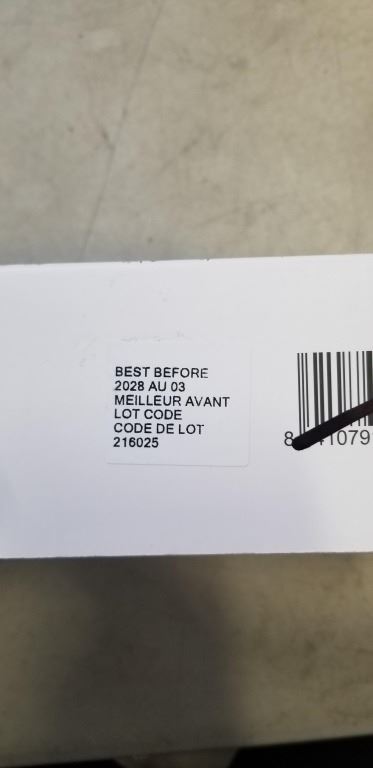 BEST BEFORE
2028 AU 03
MEILLEUR AVANT
LOT CODE
CODE DE LOT
216025